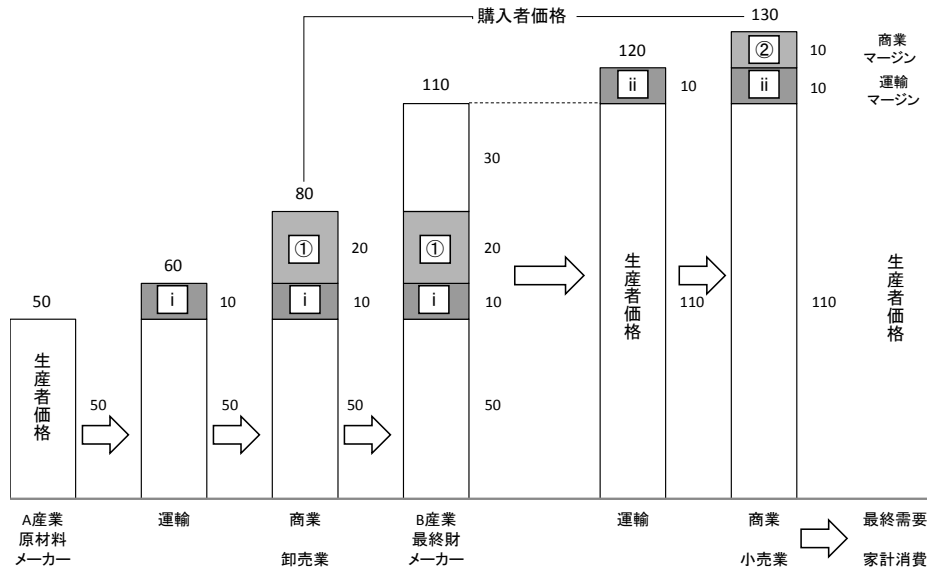 購入者価格
130
②
10
商業
マージン
120
ii
10
ii
10
運輸
マージン
110
30
80
①
20
①
20
60
i
10
i
10
i
10
50
生産者価格
50
50
50
50
生産者価格
110
110
生産者価格
A産業
原材料
メーカー
運輸
商業
卸売業
B産業
最終財
メーカー
運輸
商業
小売業
最終需要
家計消費